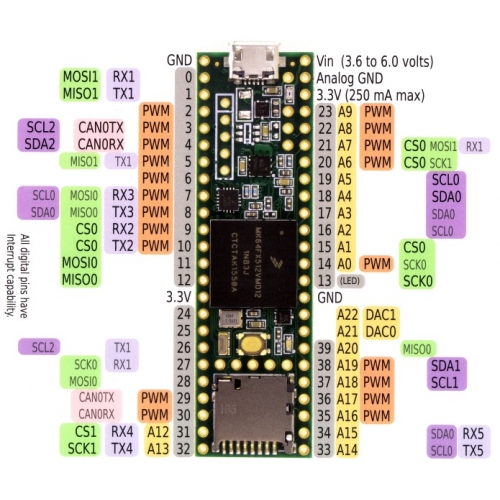 GND Vin (3.6 to 6.0 volts)
MOSI1 RX1 0 Analog GND
MISO1 TX1 1 3.3V (250 mA max)
PWM 2 23 A9 PWM
SCL2 CAN0TX PWM 3 22 A8 PWM
SDA2 CAN0RX PWM 4 21 A7 PWM CS0 MOSI1 RX1
MISO1 TX1 PWM 5 20 A6 PWM CS0 SCK1
PWM 6 19 A5 SCL0
SCL0 MOSI0 RX3 PWM 7 18 A4 SDA0
SDA0 MISO0 TX3 PWM 8 17 A3 SDA0
CS0 RX2 PWM 9 16 A2 SCL0
CS0 TX2 PWM 10 15 A1 CS0
MOSI0 11 14 A0 PWM SCK0
MISO0 12 13 (LED) SCK0
3.3V GND
24 A22 DAC1
25 A21 DAC0
SCL2 TX1 26 39 A20 MISO0
SCK0 RX1 27 38 A19 PWM SDA1
MOSI0 28 37 A18 PWM SCL1
CAN0TX PWM 29 36 A17 PWM
CAN0RX PWM 30 35 A16 PWM
CS1 RX4 A12 31 34 A15 SDA0 RX5
SCK1 TX4 A13 32 33 A14 SCL0 TX5
All digital pins have
Interrupt capability.
MK64FX512VMD12
1N83J
CTCTAK1550A